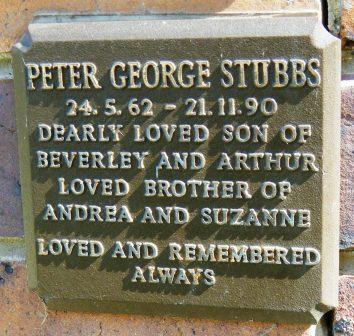 PETER GEORGE STUBBS
24.5.62 - 21.11.90
DEARLY LOVED SON OF
BEVERLEY AND ARTHUR
LOVED BROTHER OF
ANDREA AND SUZANNE
LOVED AND REMEMBERED
ALWAYS